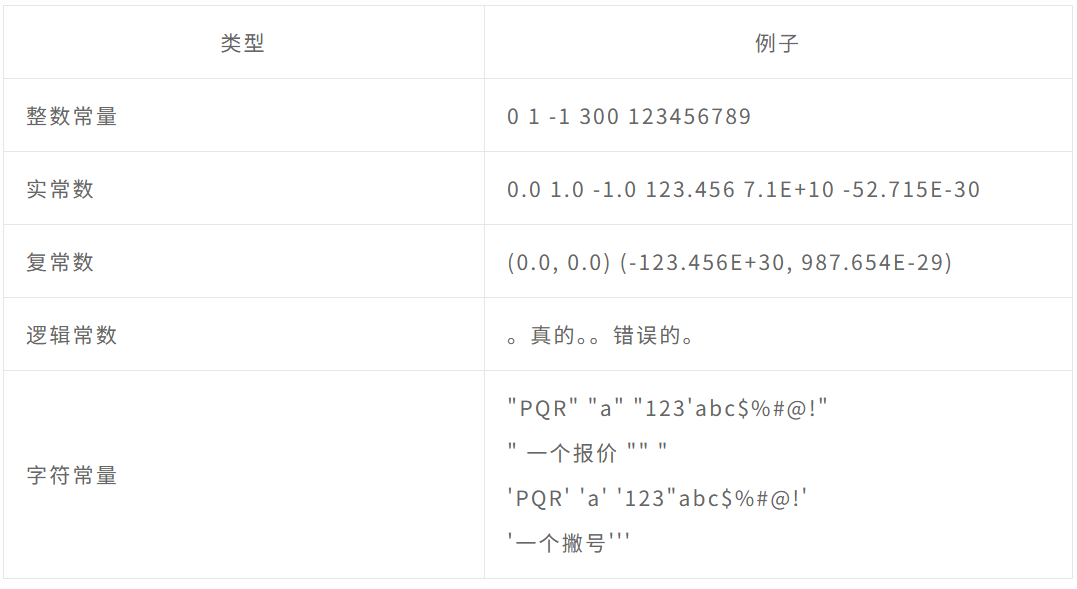 类型 例子
整数常量 0 1 -1 300 123456789
实常数 0.0 1.0 -1.0 123.456 7.1E+10 -52.715E-30
复常数 (0.0, 0.0) (-123.456E+30, 987.654E-29)
逻辑常数 。真的。。错误的。
字符常量
"PQR" "a" "123'abc$%#@!"
" 一个报价 "" "
'PQR' 'a' '123"abc$%#@!'
'一个撇号'''